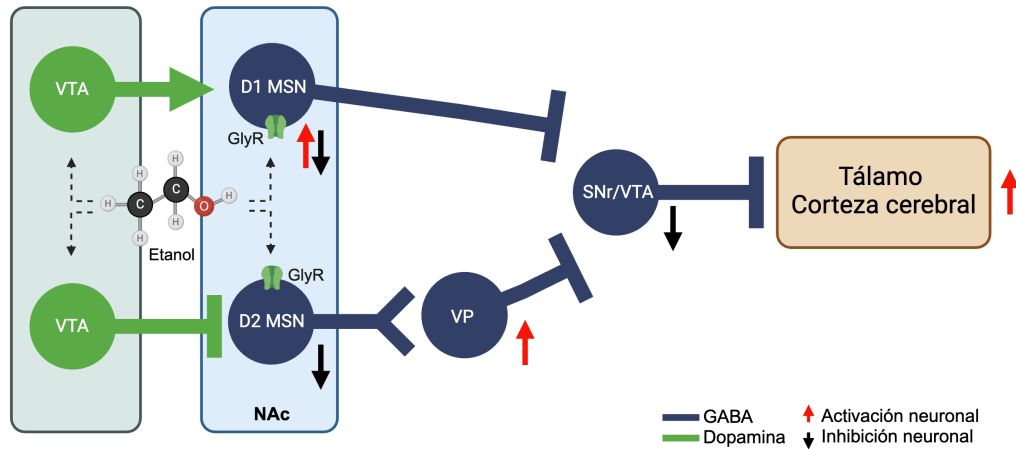 VTA
D1 MSN
GlyR
H
H
H
C
C
O
H
H
H
Etanol
SNr/VTA
Tálamo
Corteza cerebral
GlyR
VTA
D2 MSN
VP
NAc
GABA
Dopamina
Activación neuronal
Inhibición neuronal